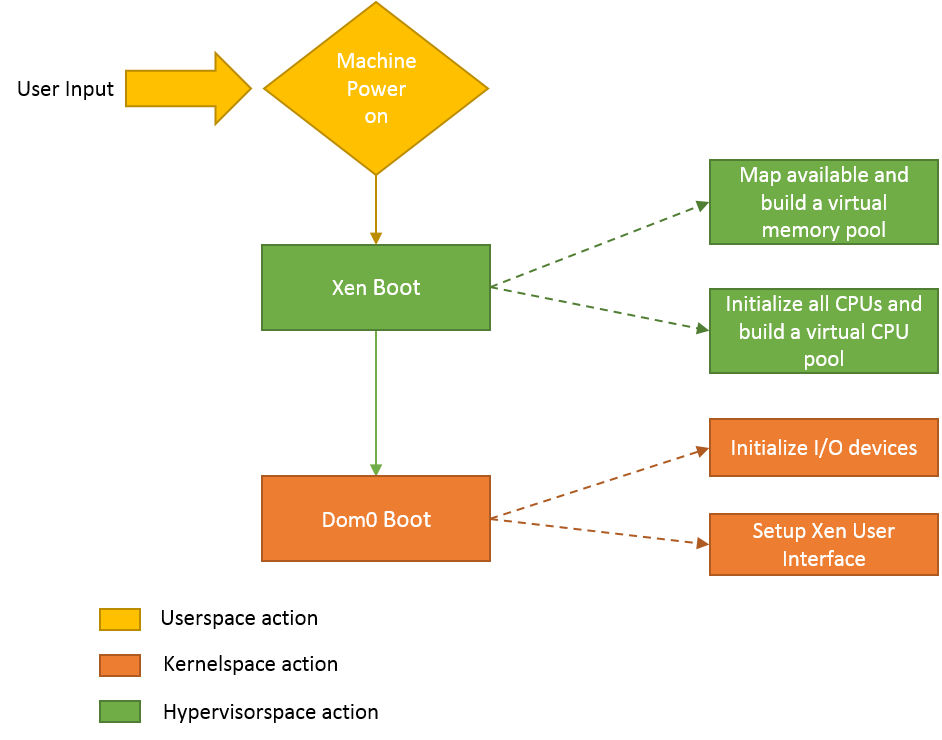 User Input
Machine
Power
on
Map available and
build a virtual
memory pool
Xen Boot
Initialize all CPUs and
build a virtual CPU
pool
Initialize I/O devices
Dom0 Boot
Setup Xen User
Interface
Userspace action
Kernelspace action
Hypervisorspace action